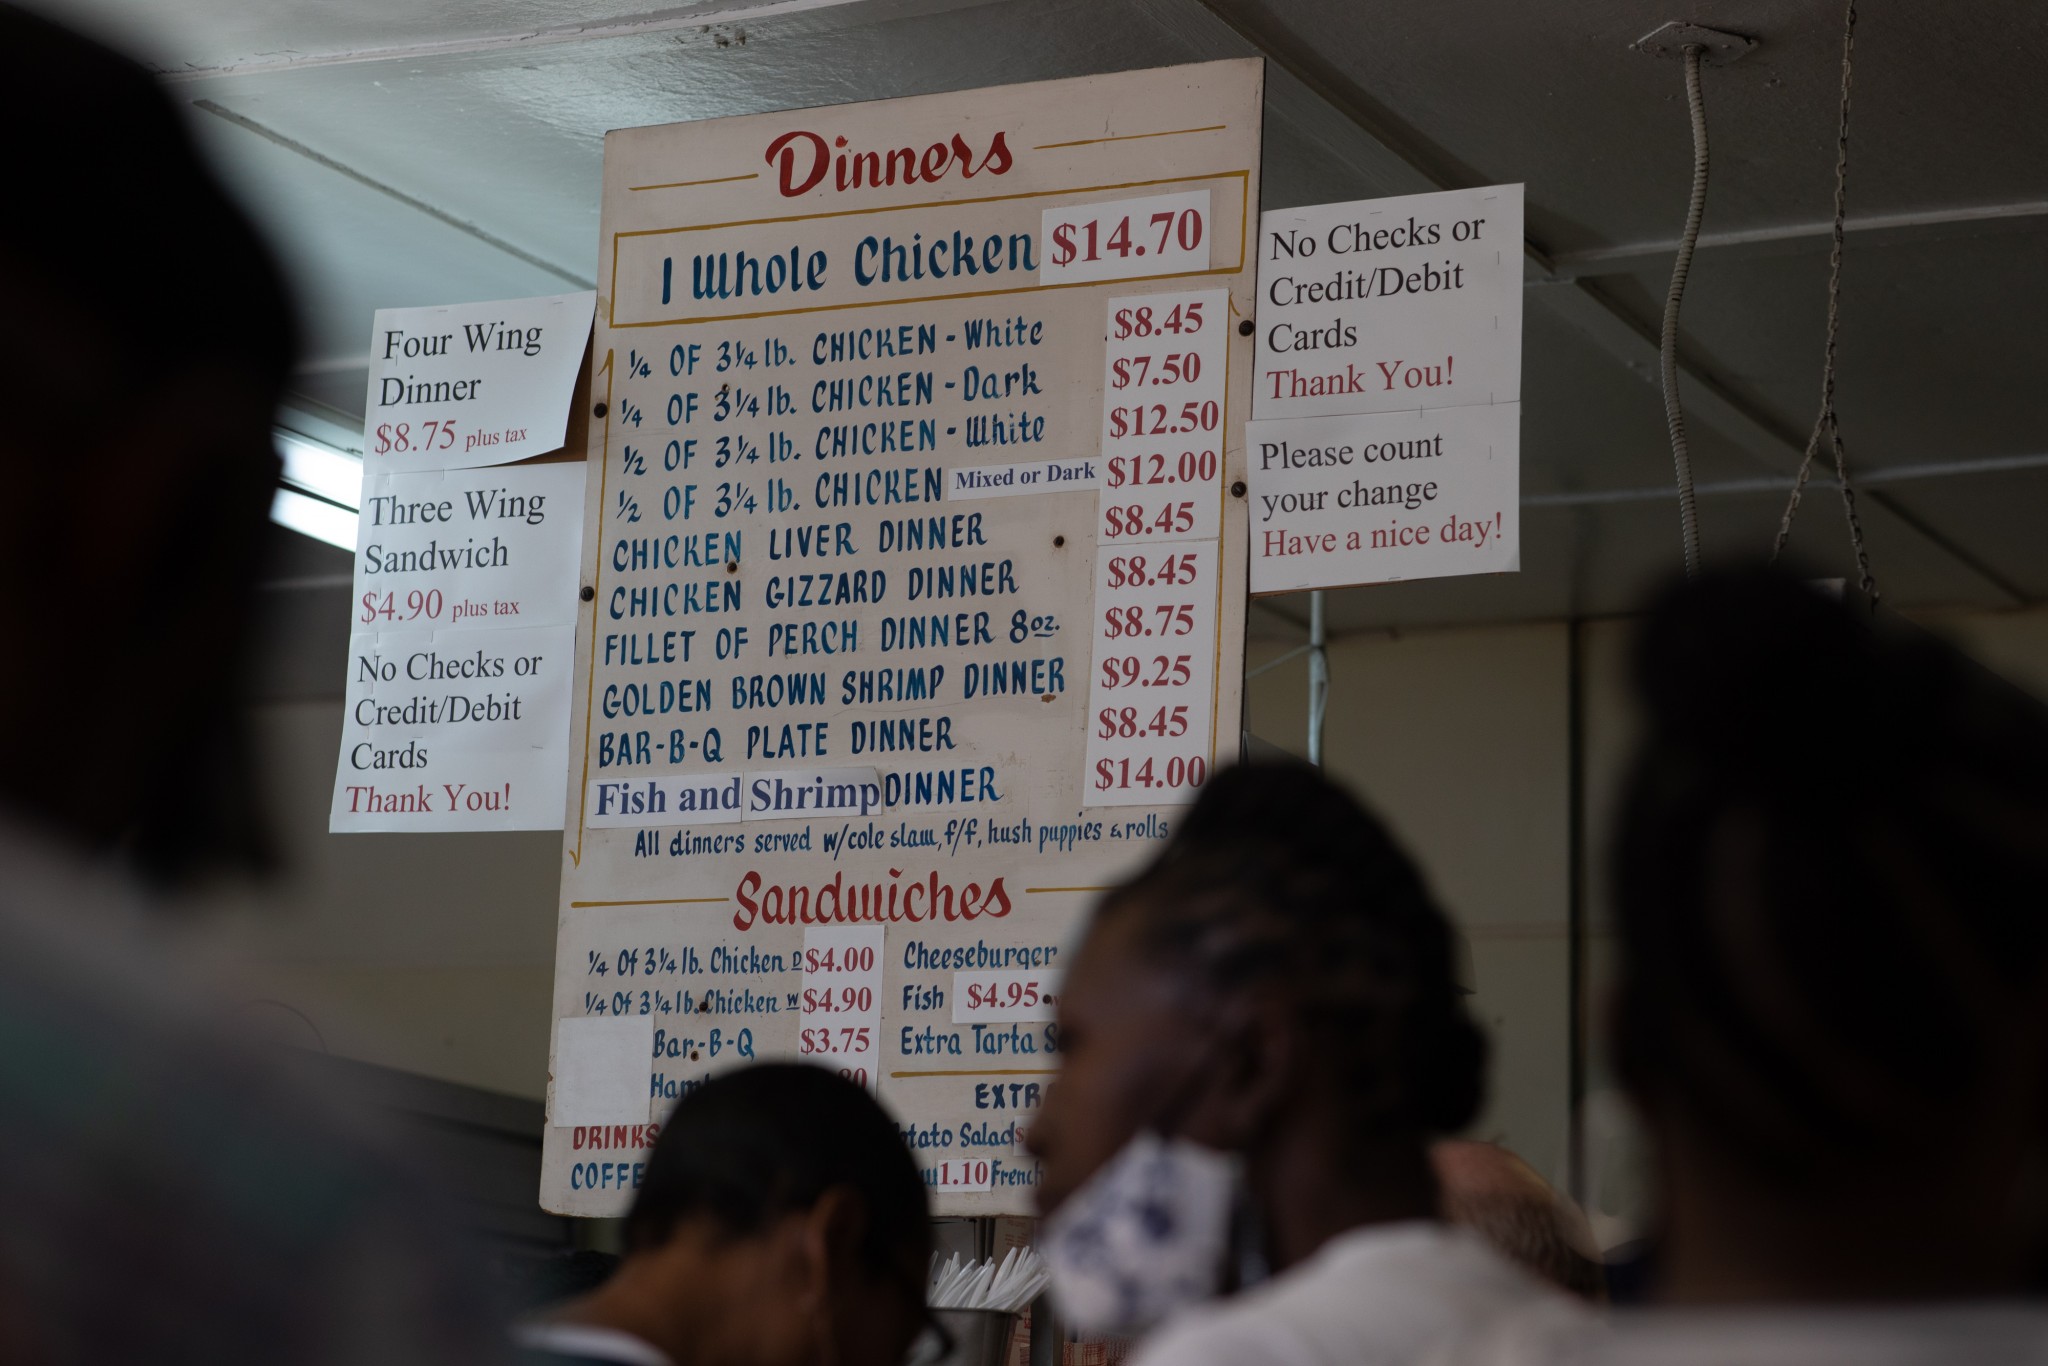 Four Wing
Dinner
$8.75 plus tax
Three Wing
Sandwich
$4.90 plus tax
No Checks or
Credit/Debit
Cards
Thank You!
Dinners
1 Whole Chicken $14.70
1/4 OF 3 1/4 lb. CHICKEN - White $8.45
1/4 OF 3 1/4 lb. CHICKEN - Dark $7.50
1/2 OF 3 1/4 lb. CHICKEN - White $12.50
1/2 OF 3 1/4 lb. CHICKEN Mixed or Dark $12.00
CHICKEN LIVER DINNER $8.45
CHICKEN GIZZARD DINNER $8.45
FILLET OF PERCH DINNER 8 oz. $8.75
GOLDEN BROWN SHRIMP DINNER $9.25
BAR-B-Q PLATE DINNER $8.45
Fish and Shrimp DINNER $14.00
All dinners served w/cole slaw, f/f, hush puppies & rolls
Sandwiches
1/4 Of 3 1/4 lb. Chicken D $4.00
1/4 Of 3 1/4 lb. Chicken W $4.90
Bar-B-Q $3.75
DRINKS
Cheeseburger
Fish $4.95
Extra Tarta
Salad
1.10
No Checks or
Credit/Debit
Cards
Thank You!
Please count
your change
Have a nice day!